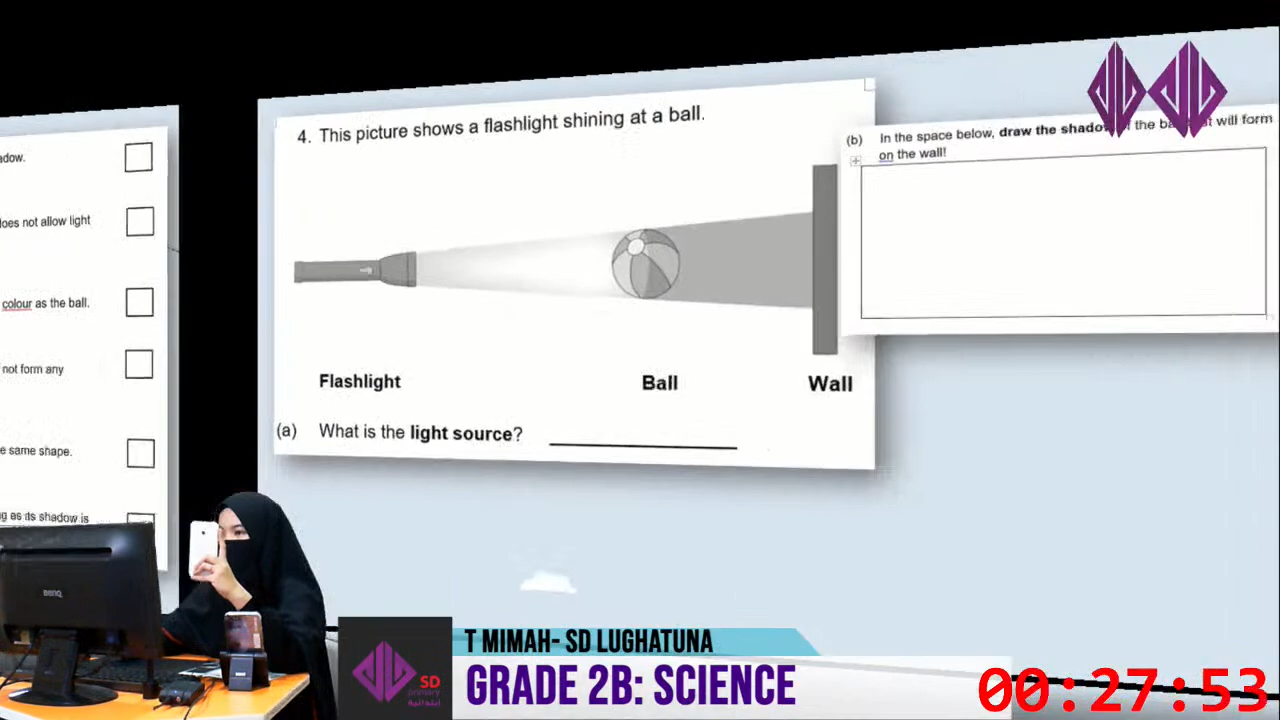 adow.
does not allow light
colour as the ball.
not form any
e same shape.
g as its shadow is
4. This picture shows a flashlight shining at a ball.
Flashlight
Ball
Wall
(a) What is the light source?
(b) In the space below, draw the shadow the will form
on the wall!
BENQ
SD
primary
ابتدائية
T MIMAH- SD LUGHATUNA
GRADE 2B: SCIENCE
00:27:53